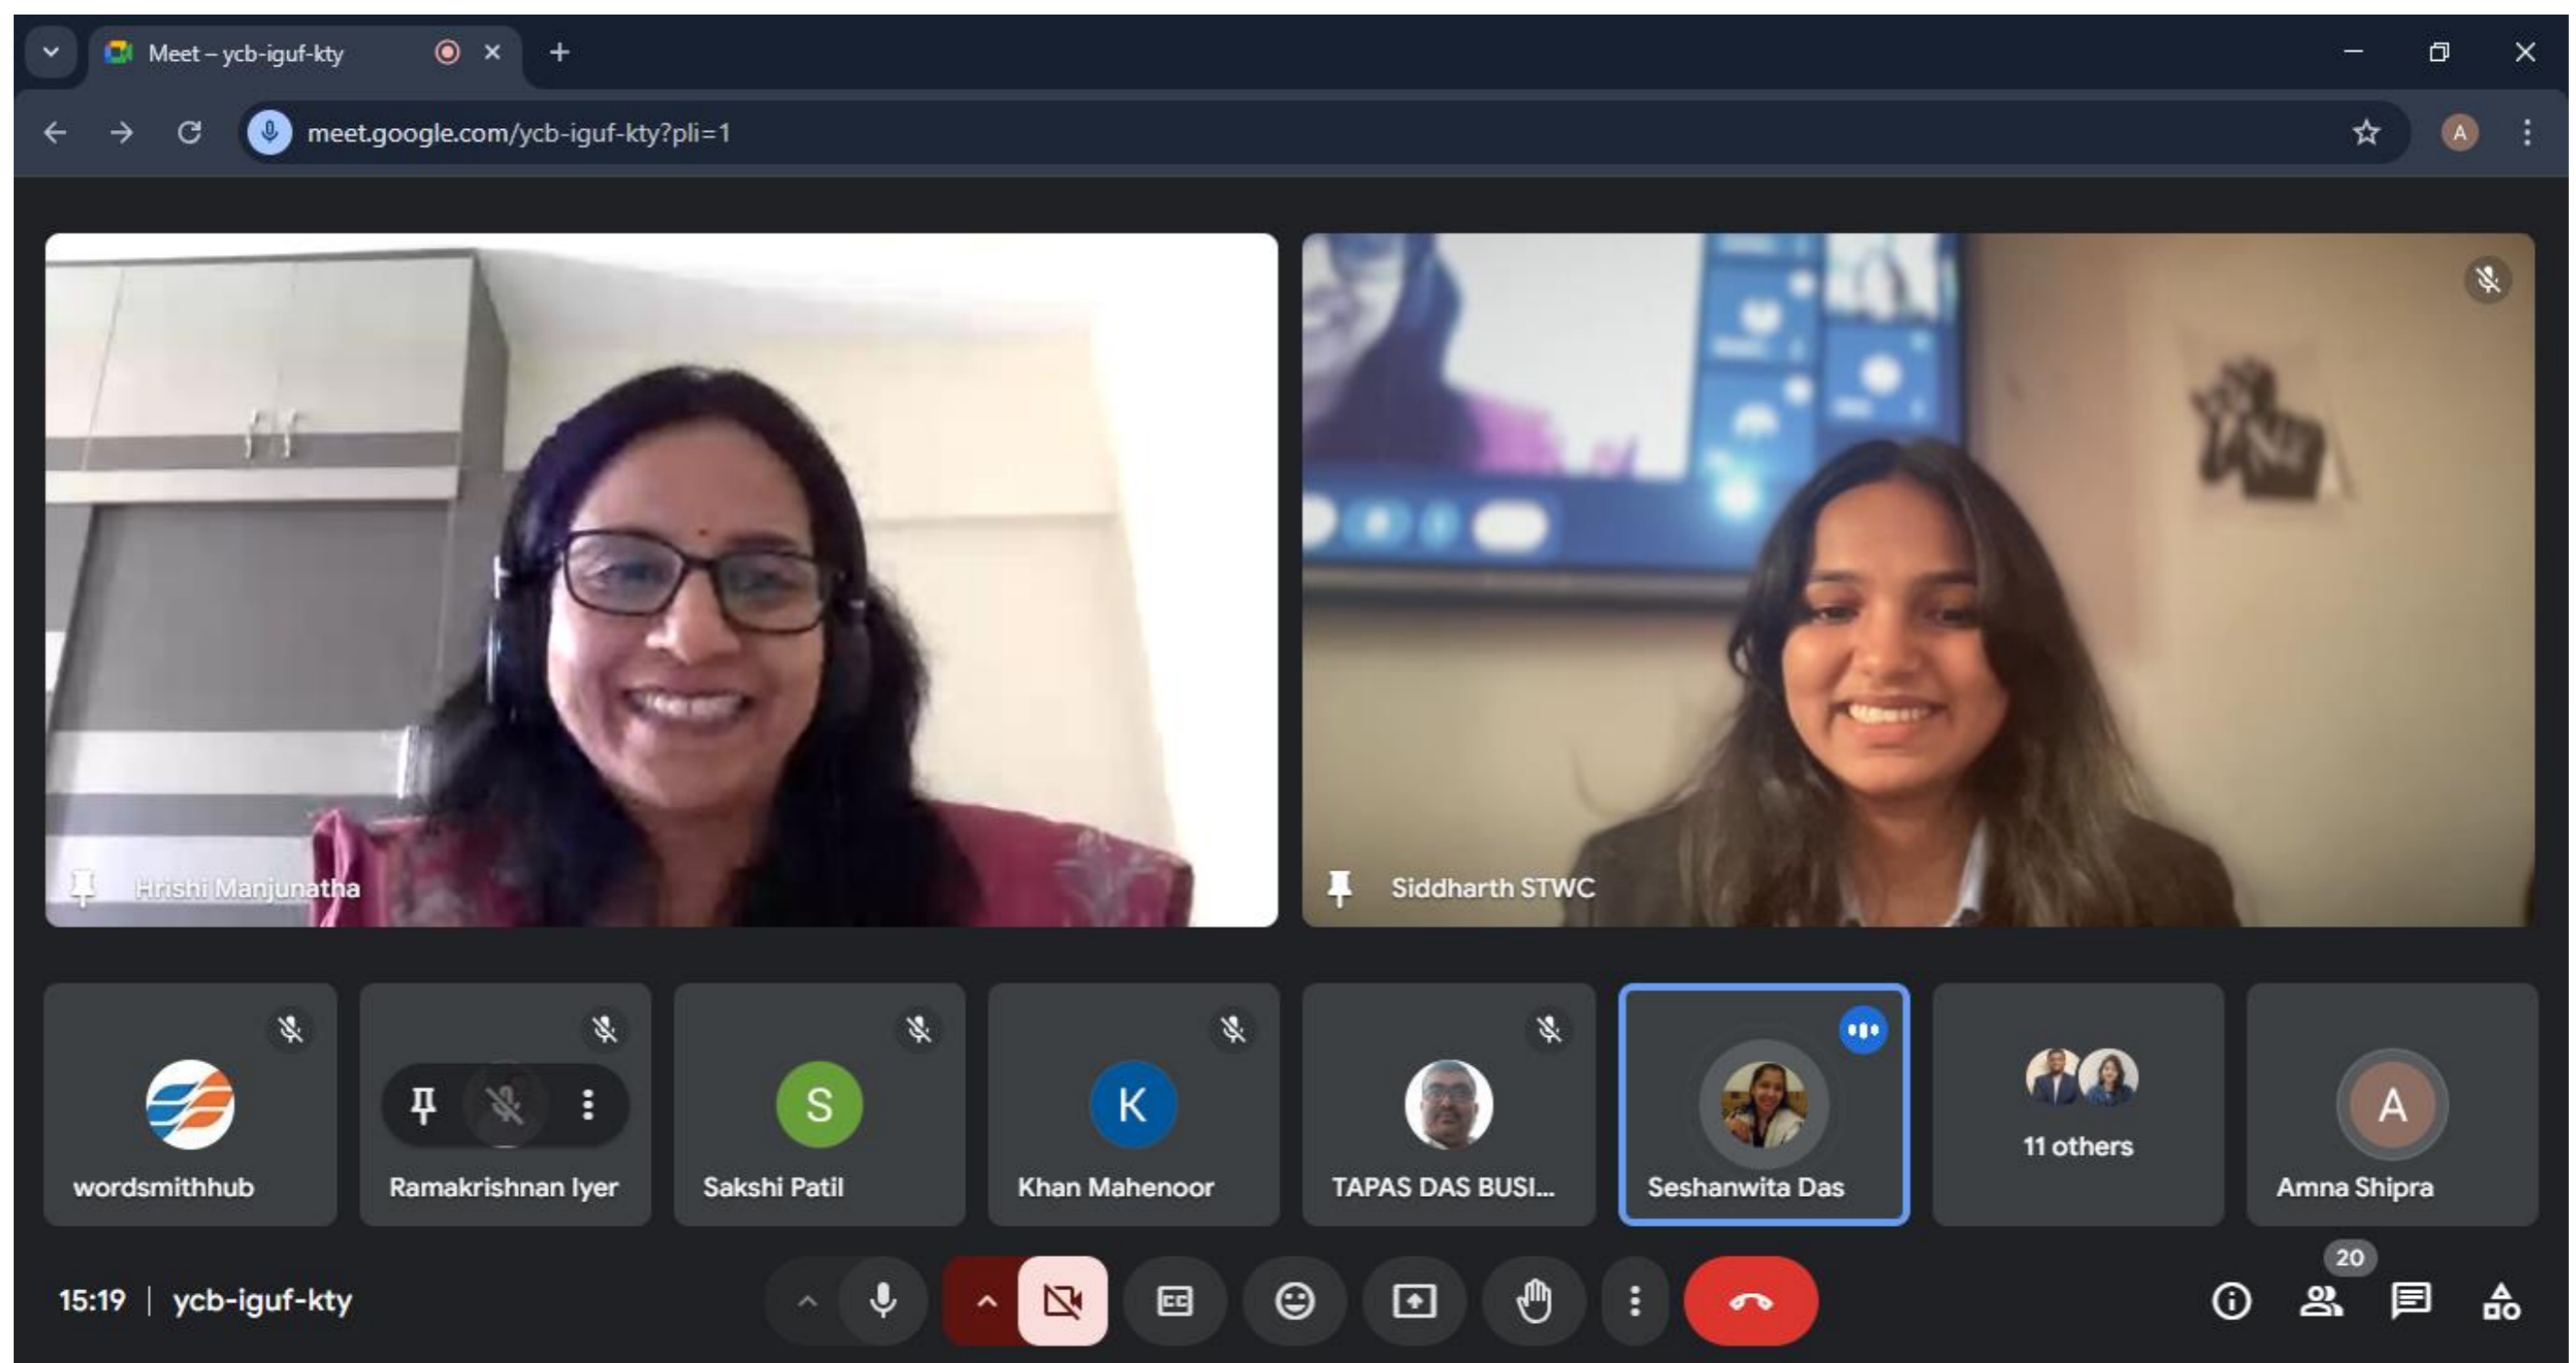 Meet – ycb-iguf-kty
meet.google.com/ycb-iguf-kty?pli=1
A
Hrishi Manjunatha
Siddharth STWC
S
K
11 others
A
wordsmithhub
Ramakrishnan Iyer
Sakshi Patil
Khan Mahenoor
TAPAS DAS BUSI...
Seshanwita Das
Amna Shipra
20
15:19 | ycb-iguf-kty
CC